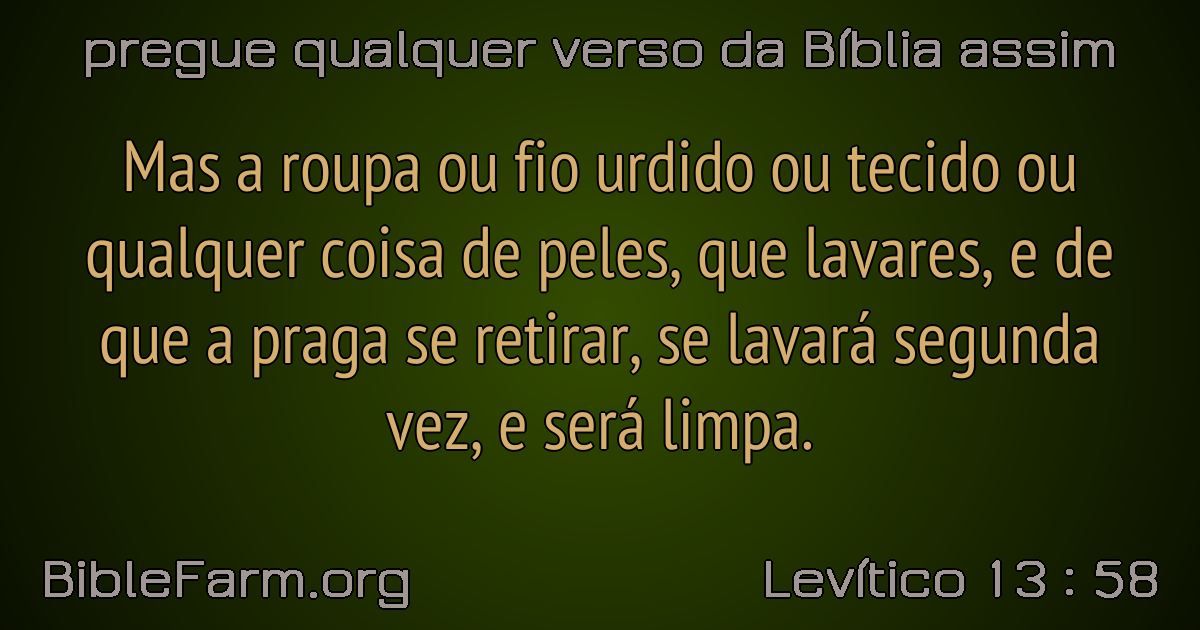 pregue qualquer verso da Bíblia assim
Mas a roupa ou fio urdido ou tecido ou
qualquer coisa de peles, que lavares, e de
que a praga se retirar, se lavará segunda
vez, e será limpa.
BibleFarm.org
Levítico 13 : 58